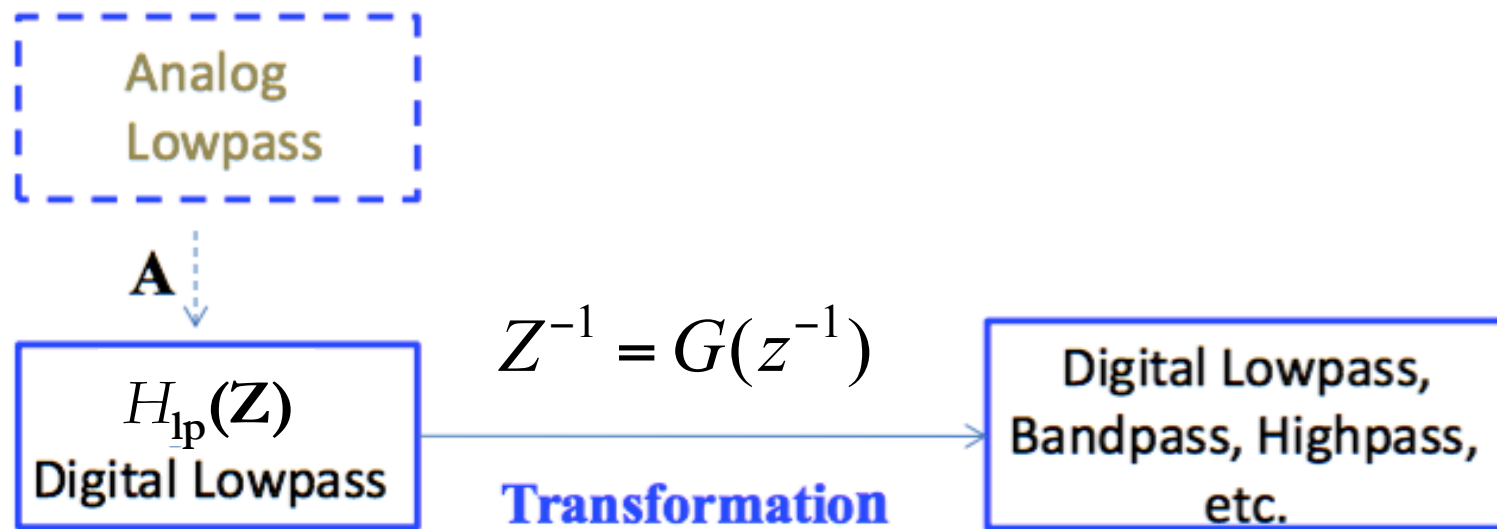 Analog
Lowpass
A
Z⁻¹ = G(z⁻¹)
H_lp(Z)
Digital Lowpass
Transformation
Digital Lowpass,
Bandpass, Highpass,
etc.